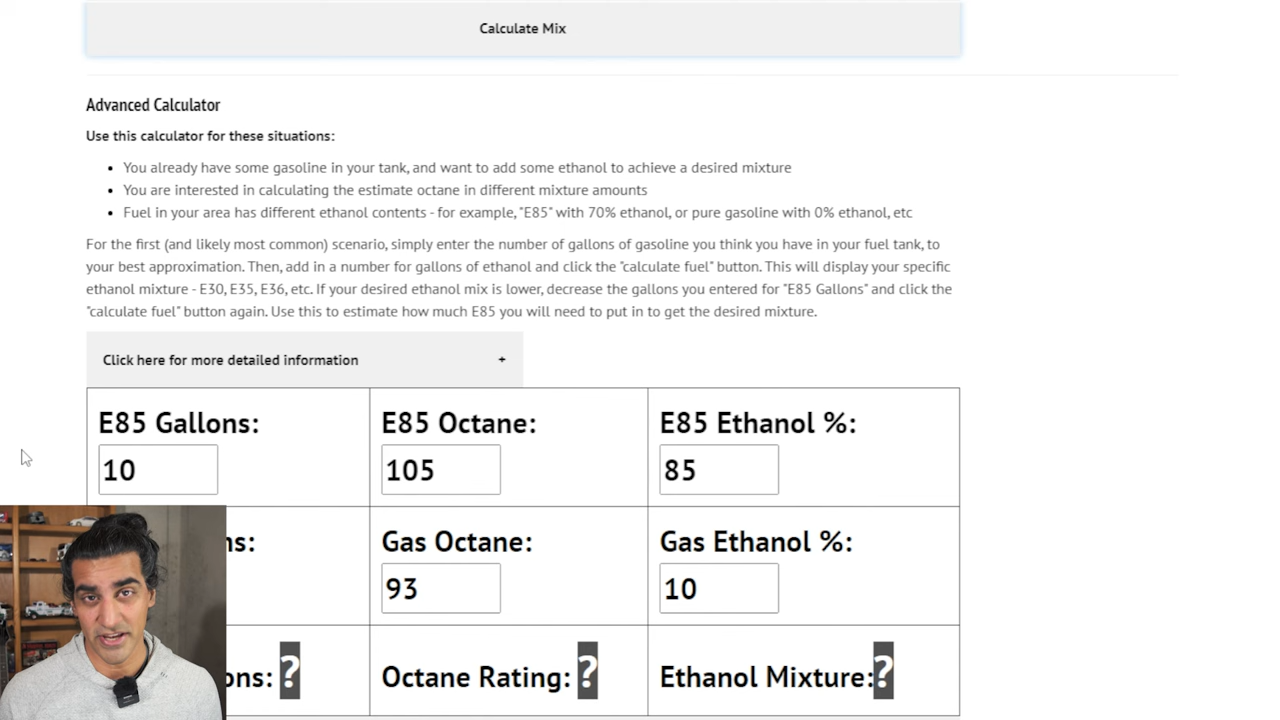 Calculate Mix
Advanced Calculator
Use this calculator for these situations:
• You already have some gasoline in your tank, and want to add some ethanol to achieve a desired mixture
• You are interested in calculating the estimate octane in different mixture amounts
• Fuel in your area has different ethanol contents - for example, "E85" with 70% ethanol, or pure gasoline with 0% ethanol, etc
For the first (and likely most common) scenario, simply enter the number of gallons of gasoline you think you have in your fuel tank, to
your best approximation. Then, add in a number for gallons of ethanol and click the "calculate fuel" button. This will display your specific
ethanol mixture - E30, E35, E36, etc. If your desired ethanol mix is lower, decrease the gallons you entered for "E85 Gallons" and click the
"calculate fuel" button again. Use this to estimate how much E85 you will need to put in to get the desired mixture.
Click here for more detailed information +
E85 Gallons: E85 Octane: E85 Ethanol %:
10 105 85
ns: Gas Octane: Gas Ethanol %:
93 10
ons: ? Octane Rating: ? Ethanol Mixture:?